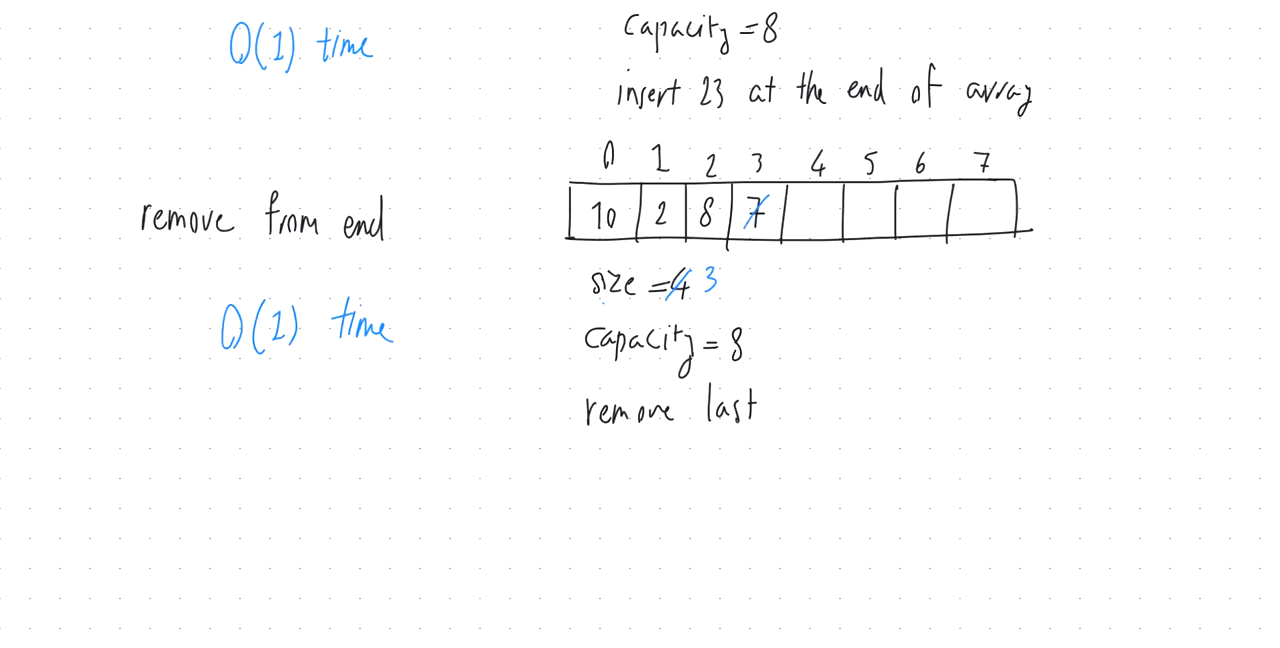 O(1) time
capacity = 8
insert 23 at the end of array
0 1 2 3 4 5 6 7
remove from end
10 2 8 7
size = 4 3
O(1) time
capacity = 8
remove last